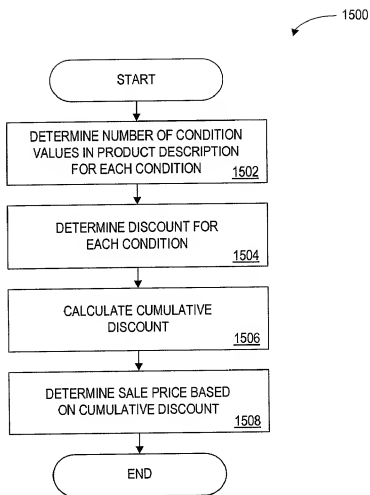 1500
START
DETERMINE NUMBER OF CONDITION
VALUES IN PRODUCT DESCRIPTION
FOR EACH CONDITION 1502
DETERMINE DISCOUNT FOR
EACH CONDITION
1504
CALCULATE CUMULATIVE
DISCOUNT
1506
DETERMINE SALE PRICE BASED
ON CUMULATIVE DISCOUNT 1508
END